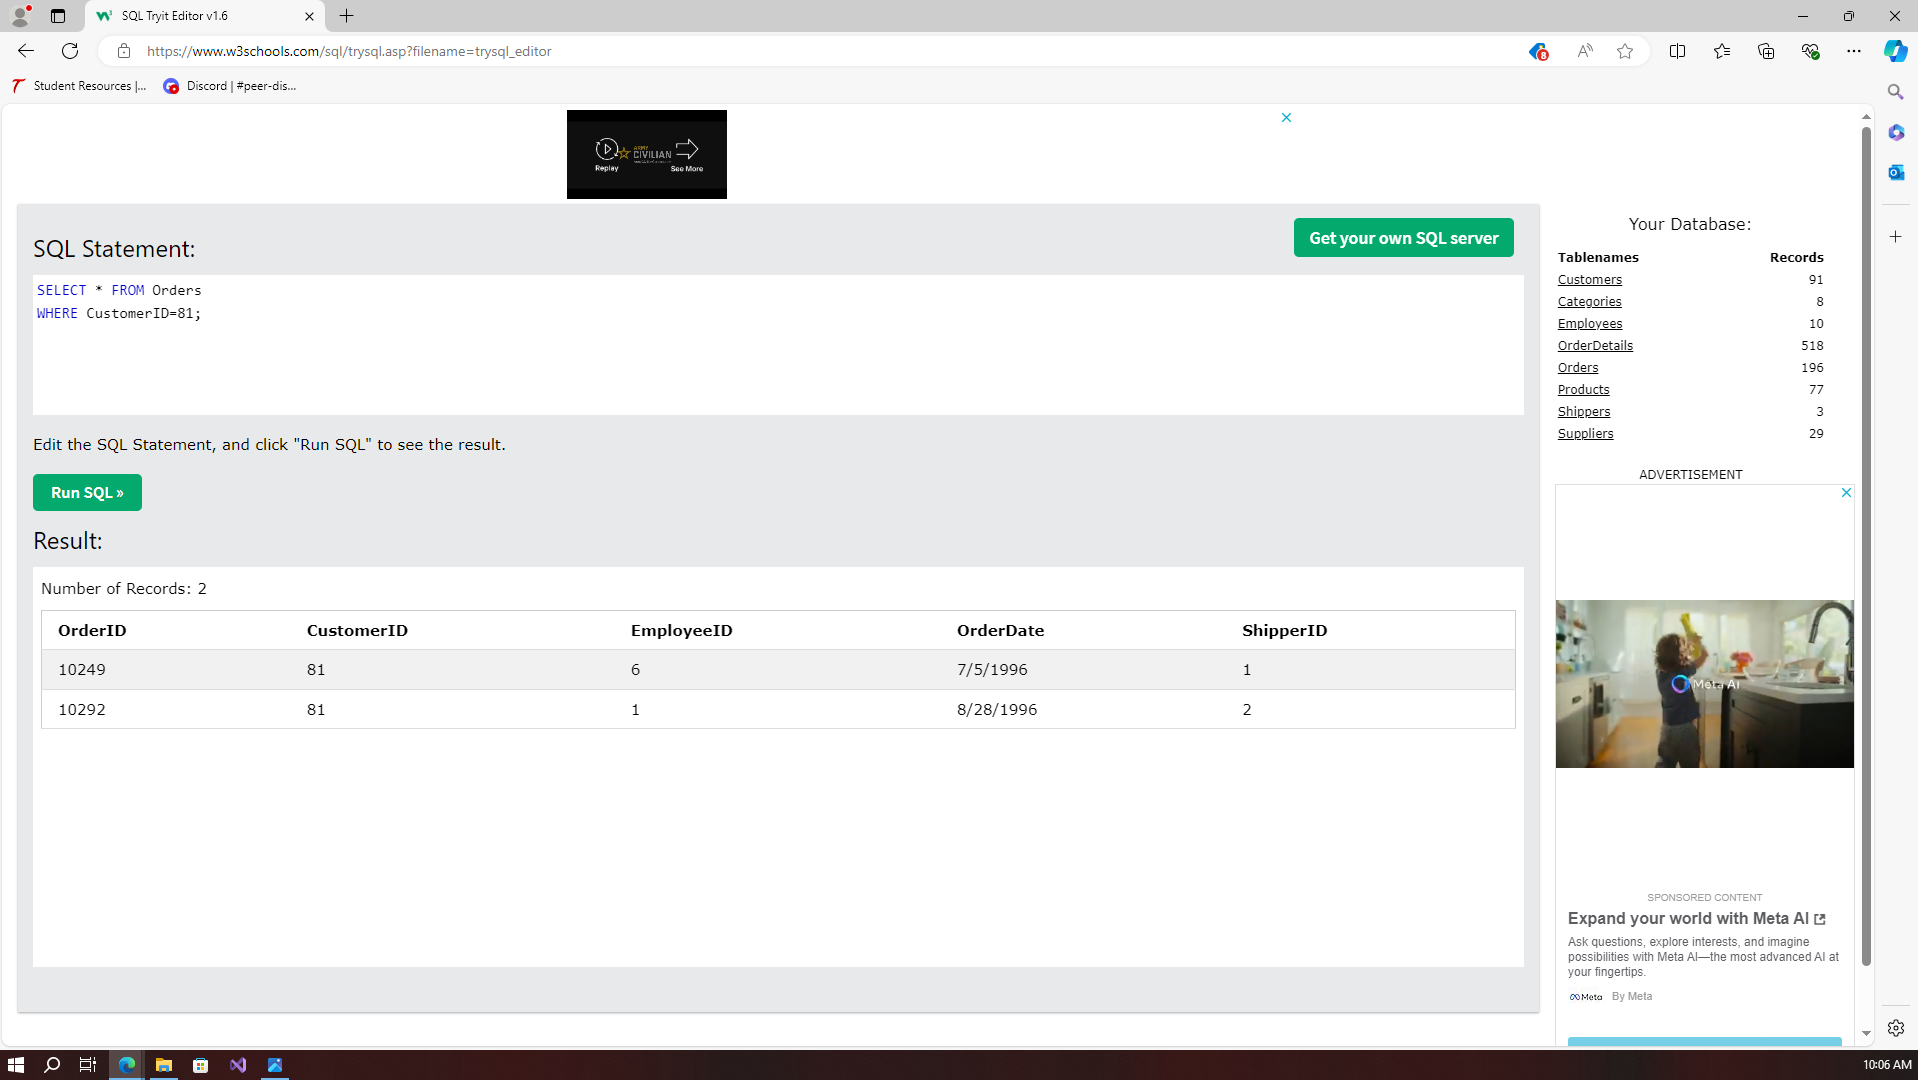 SQL Tryit Editor v1.6
https://www.w3schools.com/sql/trysql.asp?filename=trysql_editor
8
Student Resources |...
Discord | #peer-dis...
ARMY
CIVILIAN
Replay
See More
SQL Statement:
Get your own SQL server
SELECT * FROM Orders
WHERE CustomerID=81;
Edit the SQL Statement, and click "Run SQL" to see the result.
Run SQL »
Result:
Number of Records: 2
OrderID CustomerID EmployeeID OrderDate ShipperID
10249 81 6 7/5/1996 1
10292 81 1 8/28/1996 2
Your Database:
Tablenames Records
Customers 91
Categories 8
Employees 10
OrderDetails 518
Orders 196
Products 77
Shippers 3
Suppliers 29
ADVERTISEMENT
Meta AI
SPONSORED CONTENT
Expand your world with Meta AI
Ask questions, explore interests, and imagine
possibilities with Meta AI—the most advanced AI at
your fingertips.
Meta By Meta
10:06 AM